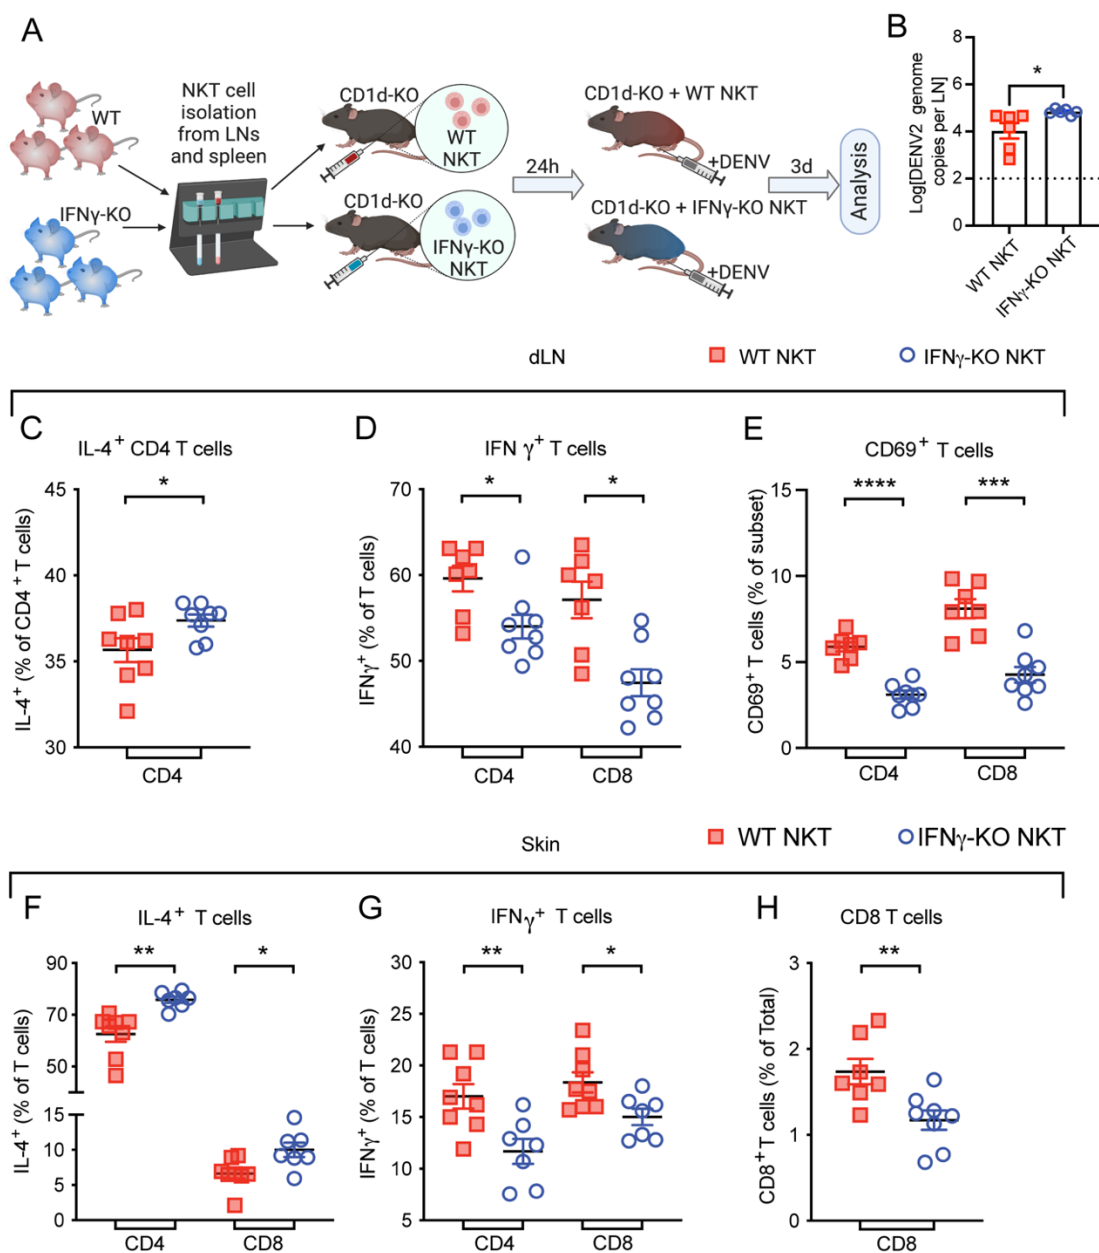 A
WT
IFNγ-KO
NKT cell
isolation
from LNs
and spleen
CD1d-KO
WT
NKT
CD1d-KO
IFNγ-KO
NKT
24h
CD1d-KO + WT NKT
+DENV
CD1d-KO + IFNγ-KO NKT
+DENV
3d
Analysis
B
Log[DENV2 genome
copies per LN]
8
6
4
2
0
*
WT NKT
IFNγ-KO NKT
dLN
WT NKT
IFNγ-KO NKT
C
IL-4+ CD4 T cells
IL-4+ (% of CD4+ T cells)
45
40
35
30
*
CD4
D
IFN γ+ T cells
IFNγ+ (% of T cells)
70
60
50
40
*
*
CD4
CD8
E
CD69+ T cells
CD69+ T cells (% of subset)
15
10
5
0
****
***
CD4
CD8
Skin
WT NKT
IFNγ-KO NKT
F
IL-4+ T cells
IL-4+ (% of T cells)
90
70
50
15
10
5
0
**
*
CD4
CD8
G
IFNγ+ T cells
IFNγ+ (% of T cells)
30
25
20
15
10
5
**
*
CD4
CD8
H
CD8 T cells
CD8+ T cells (% of Total)
3
2
1
0
**
CD8